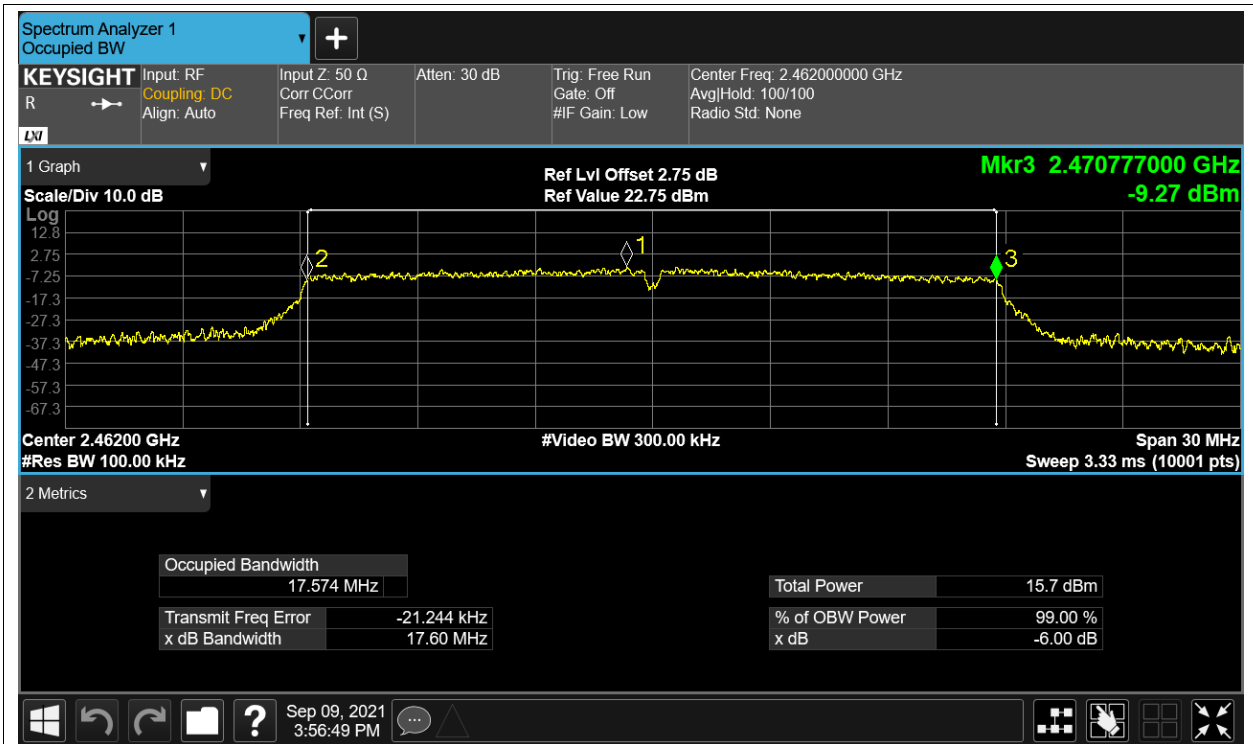 Spectrum Analyzer 1
Occupied BW
+
KEYSIGHT
R
LXI
Input: RF
Coupling: DC
Align: Auto
Input Z: 50 Ω
Corr CCorr
Freq Ref: Int (S)
Atten: 30 dB
Trig: Free Run
Gate: Off
#IF Gain: Low
Center Freq: 2.462000000 GHz
Avg|Hold: 100/100
Radio Std: None
1 Graph
Scale/Div 10.0 dB
Ref Lvl Offset 2.75 dB
Ref Value 22.75 dBm
Mkr3 2.470777000 GHz
-9.27 dBm
Log
12.8
2.75
-7.25
-17.3
-27.3
-37.3
-47.3
-57.3
-67.3
2
1
3
Center 2.46200 GHz
#Video BW 300.00 kHz
Span 30 MHz
#Res BW 100.00 kHz
Sweep 3.33 ms (10001 pts)
2 Metrics
Occupied Bandwidth
17.574 MHz
Transmit Freq Error -21.244 kHz
x dB Bandwidth 17.60 MHz
Total Power 15.7 dBm
% of OBW Power 99.00 %
x dB -6.00 dB
?
Sep 09, 2021
3:56:49 PM